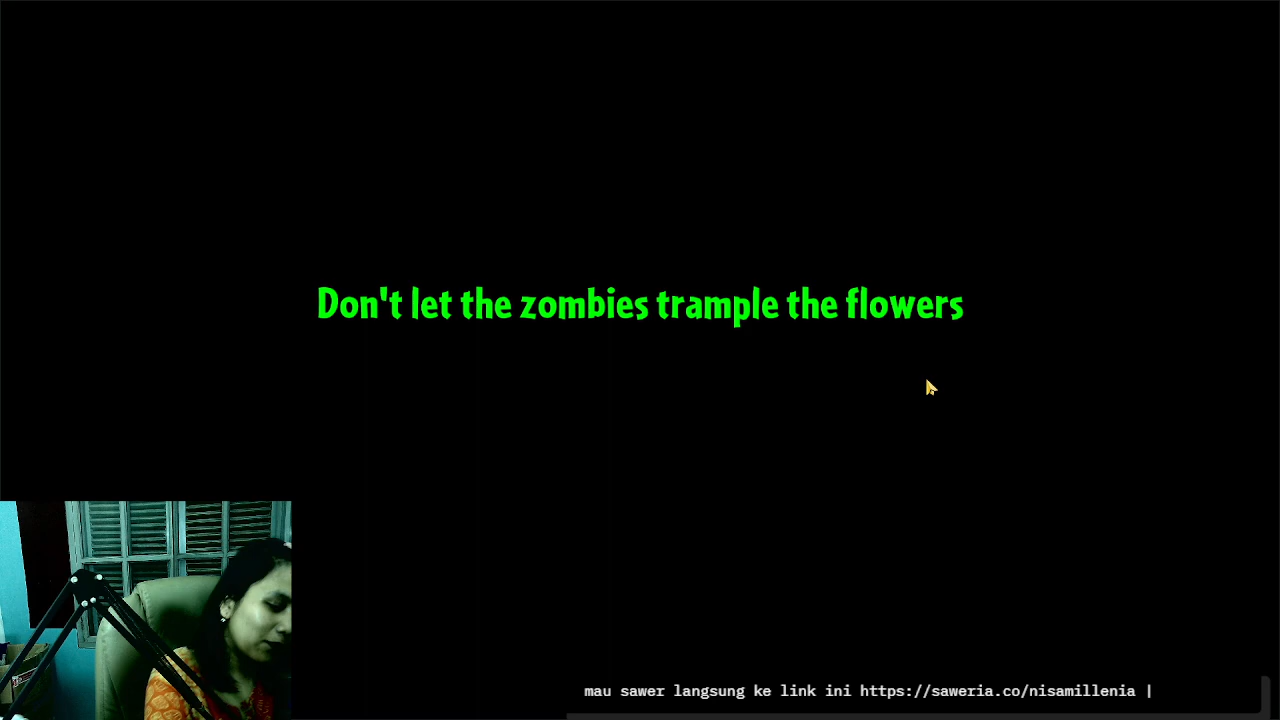 Don't let the zombies trample the flowers
mau sawer langsung ke link ini https://saweria.co/nisamillenia |